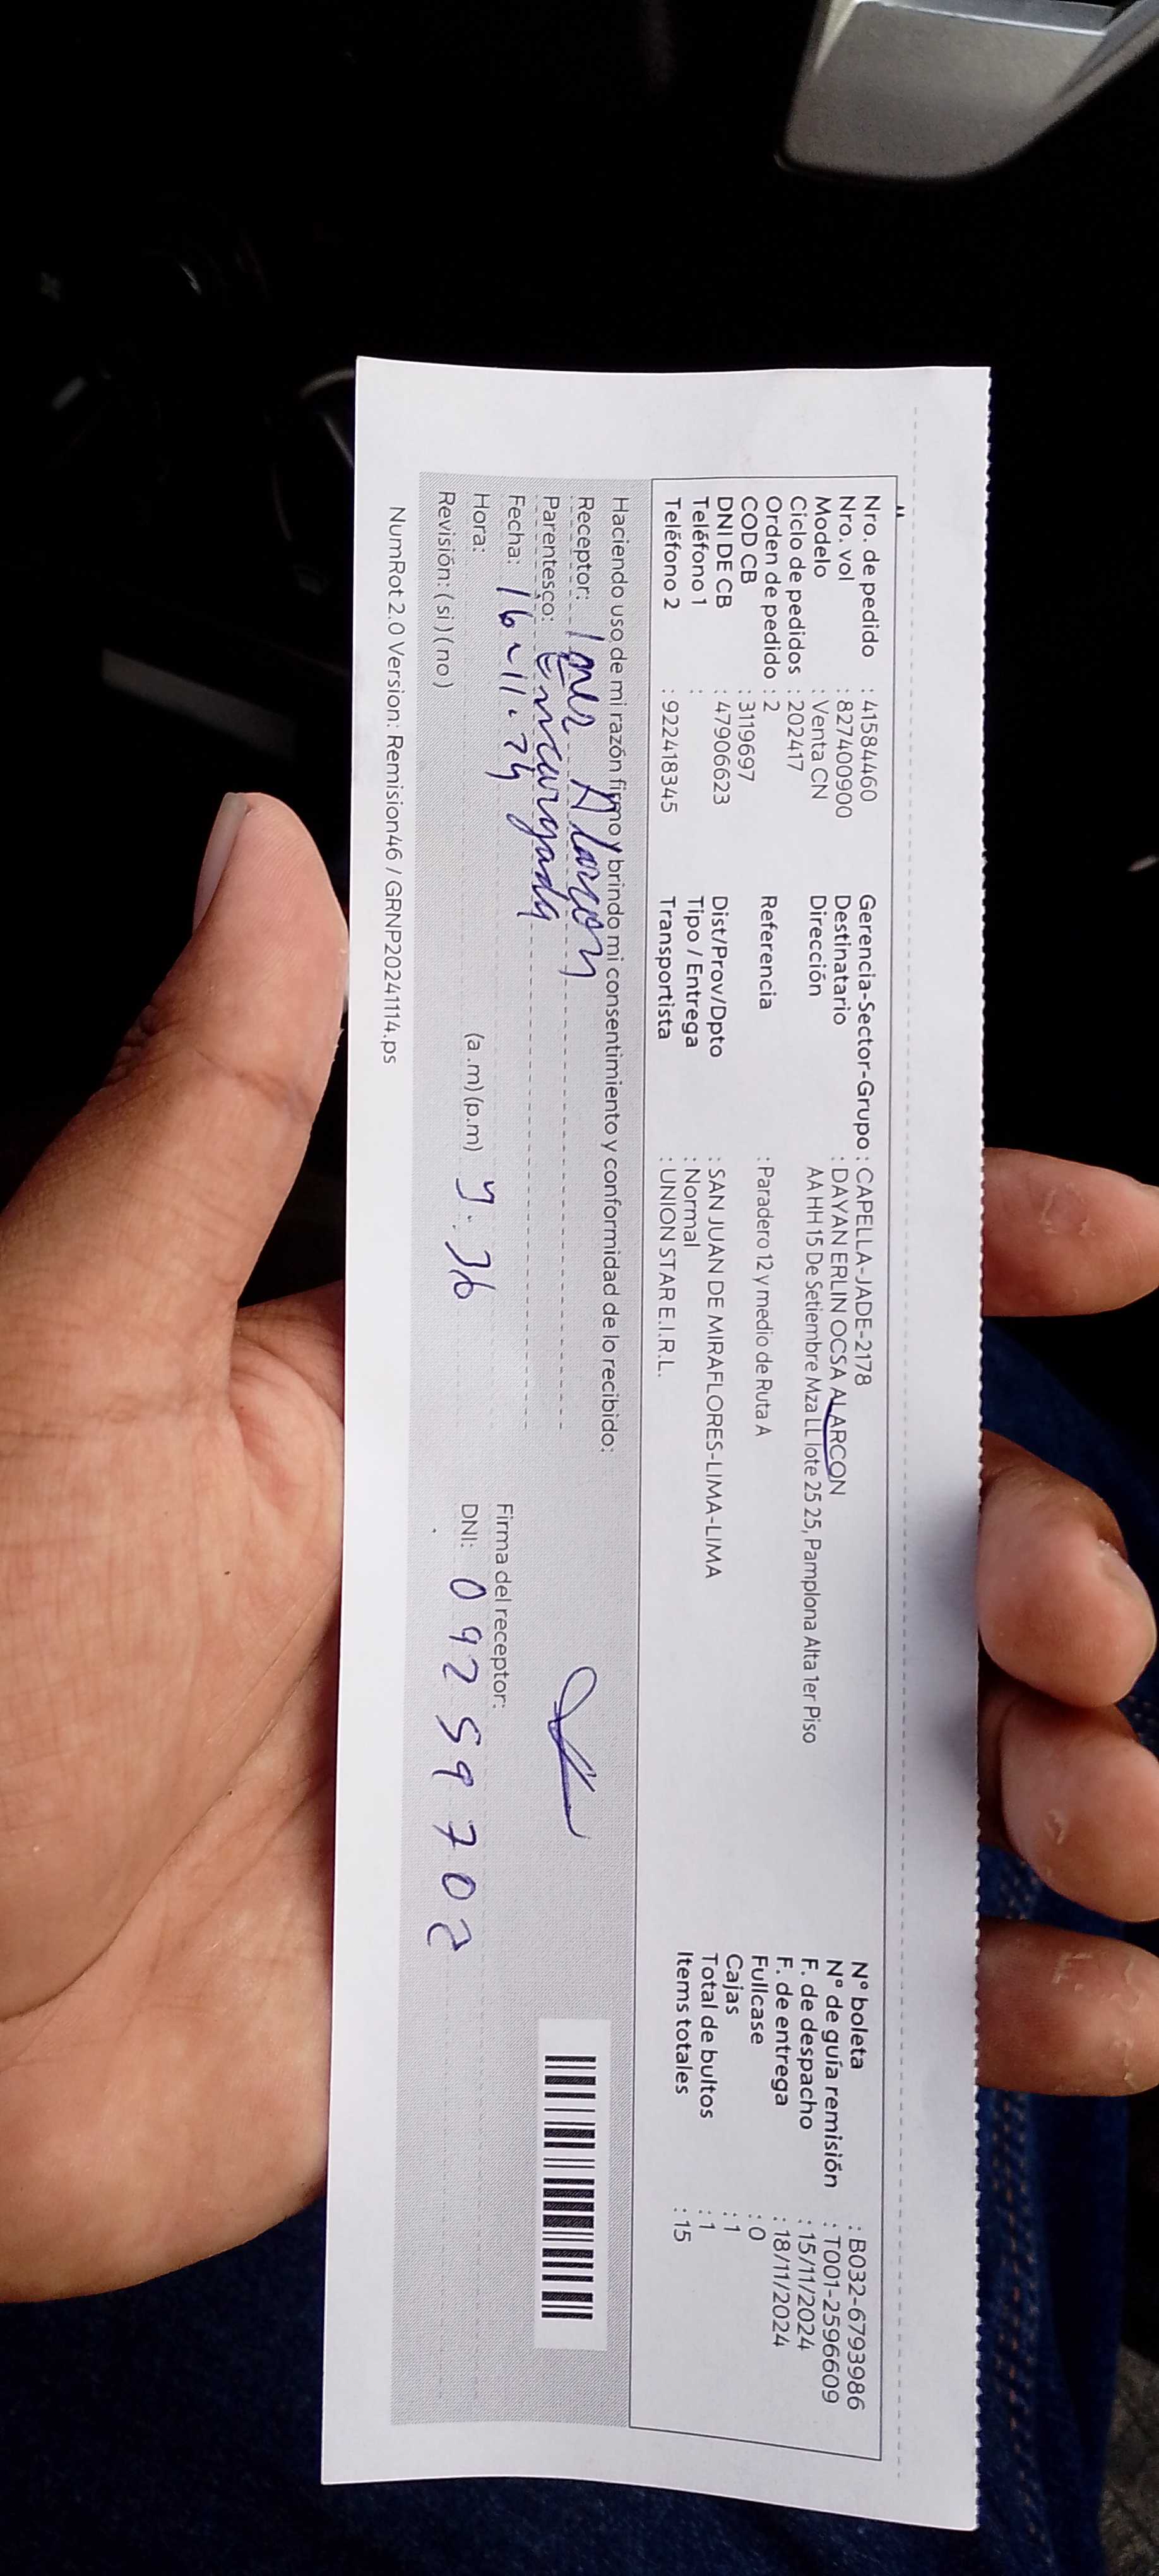 Nro. de pedido : 41584460 Gerencia-Sector-Grupo : CAPELLA-JADE-2178 N° boleta : B032-6793986
Nro. vol : 827400900 Destinatario : DAYAN ERLIN OCSA ALARCON N° de guía remisión : T001-2596609
Modelo : Venta CN Dirección AA HH 15 De Setiembre Mza LL lote 25 25, Pamplona Alta 1er Piso F. de despacho : 15/11/2024
Ciclo de pedidos : 202417 F. de entrega : 18/11/2024
Orden de pedido : 2 Referencia : Paradero 12 y medio de Ruta A Fullcase : 0
COD CB : 3119697 Cajas : 1
DNI DE CB : 47906623 Dist/Prov/Dpto : SAN JUAN DE MIRAFLORES-LIMA-LIMA Total de bultos : 1
Teléfono 1 : Tipo / Entrega : Normal Items totales : 15
Teléfono 2 : 922418345 Transportista : UNION STAR E.I.R.L.
Haciendo uso de mi razón firmo y brindo mi consentimiento y conformidad de lo recibido:
Receptor: Alarcon
Parentesco: Encargada
Fecha: 16-11-24 Firma del receptor:
Hora: (a.m)(p.m) 9.36 DNI: 09259702
Revisión: ( si ) ( no )
NumRot 2.0 Version: Remision46 / GRNP20241114.ps